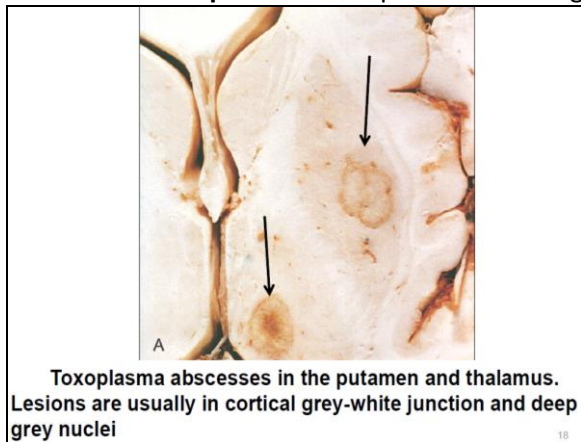 A
Toxoplasma abscesses in the putamen and thalamus.
Lesions are usually in cortical grey-white junction and deep
grey nuclei
18